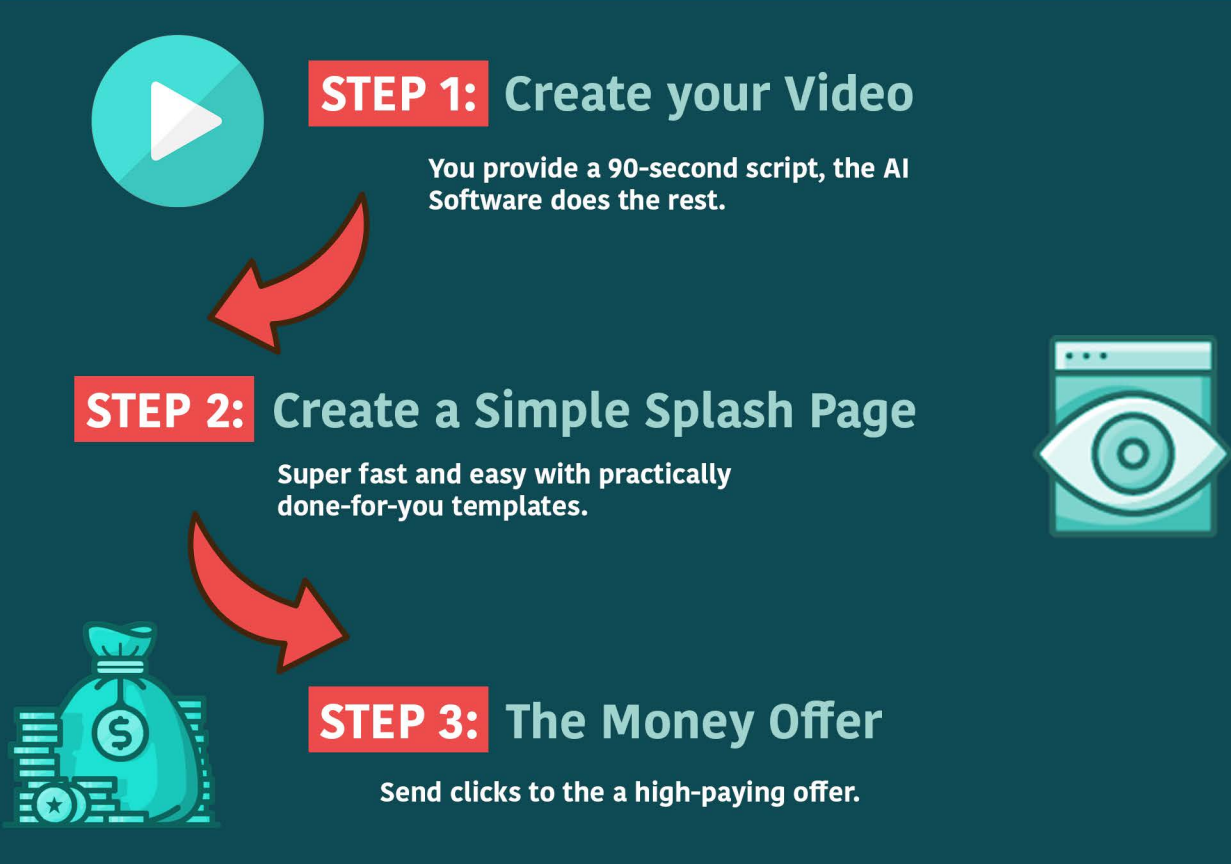 STEP 1: Create your Video
You provide a 90-second script, the AI
Software does the rest.
STEP 2: Create a Simple Splash Page
Super fast and easy with practically
done-for-you templates.
$
STEP 3: The Money Offer
Send clicks to the a high-paying offer.